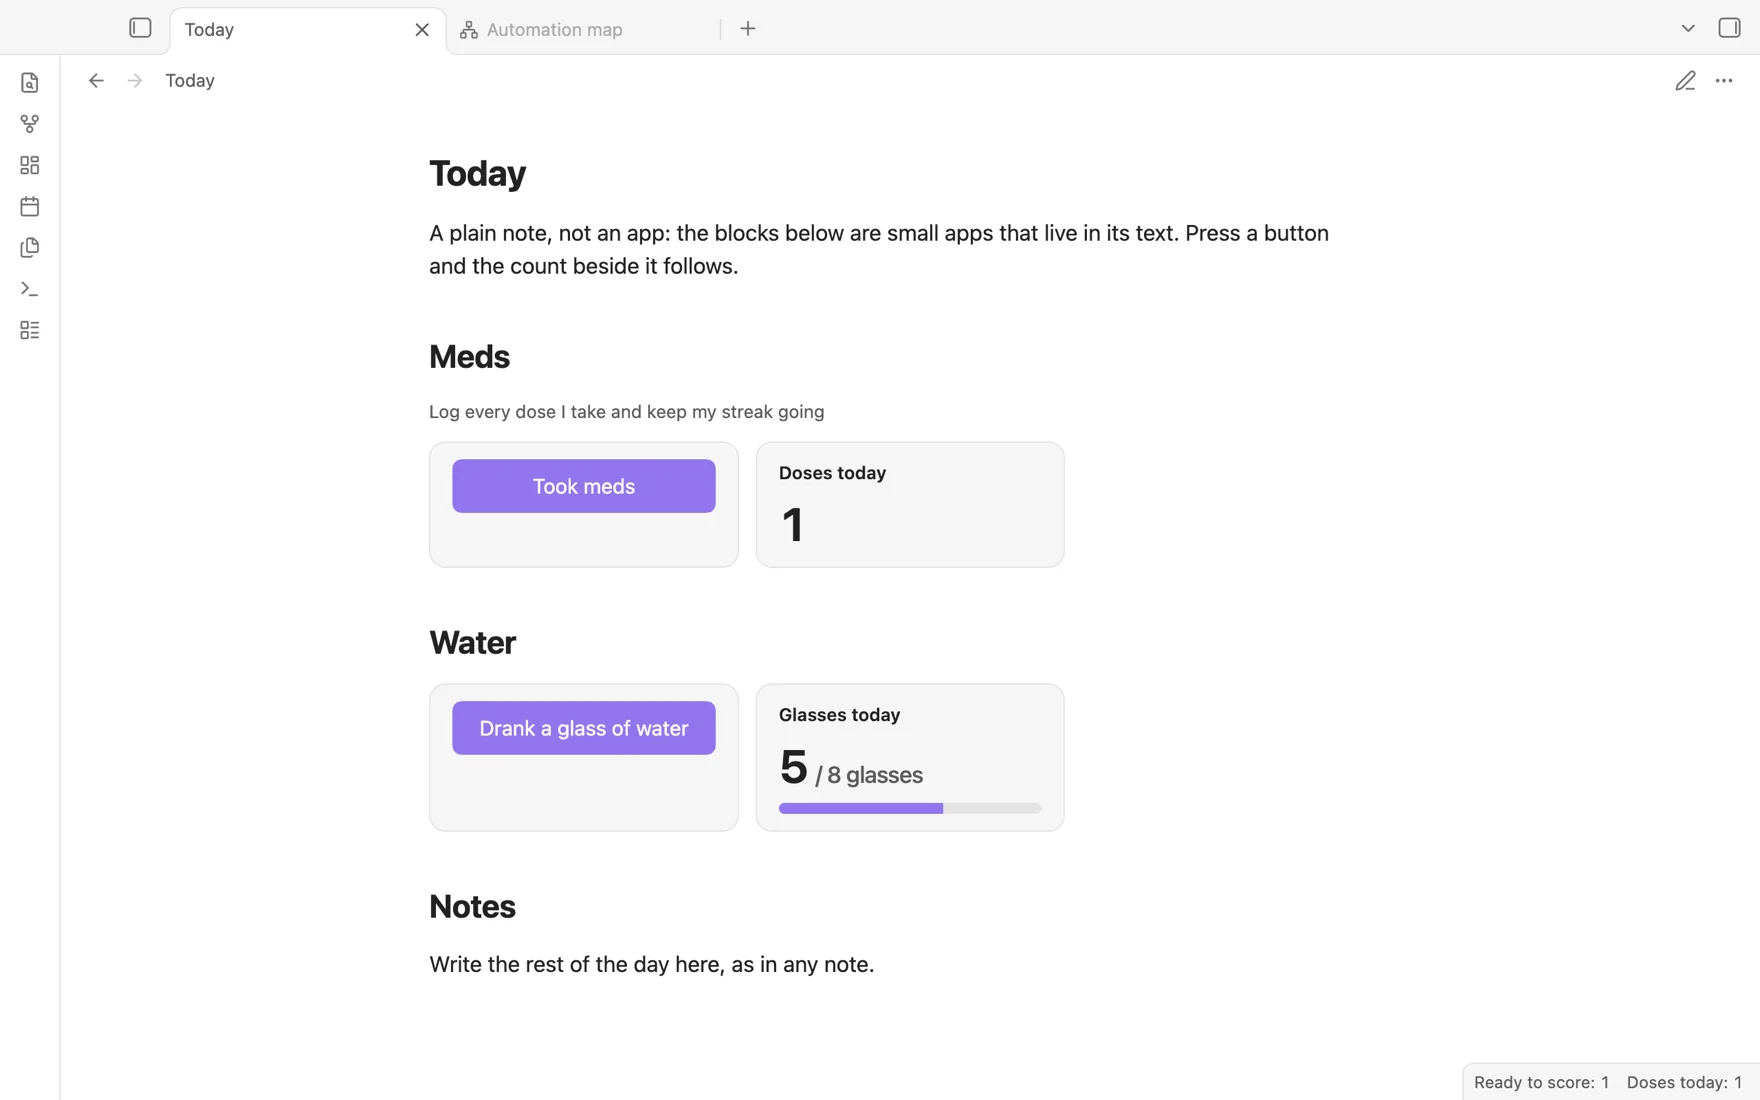 Today
Automation map
Today
Today
A plain note, not an app: the blocks below are small apps that live in its text. Press a button
and the count beside it follows.
Meds
Log every dose I take and keep my streak going
Took meds
Doses today
1
Water
Drank a glass of water
Glasses today
5 / 8 glasses
Notes
Write the rest of the day here, as in any note.
Ready to score: 1 Doses today: 1